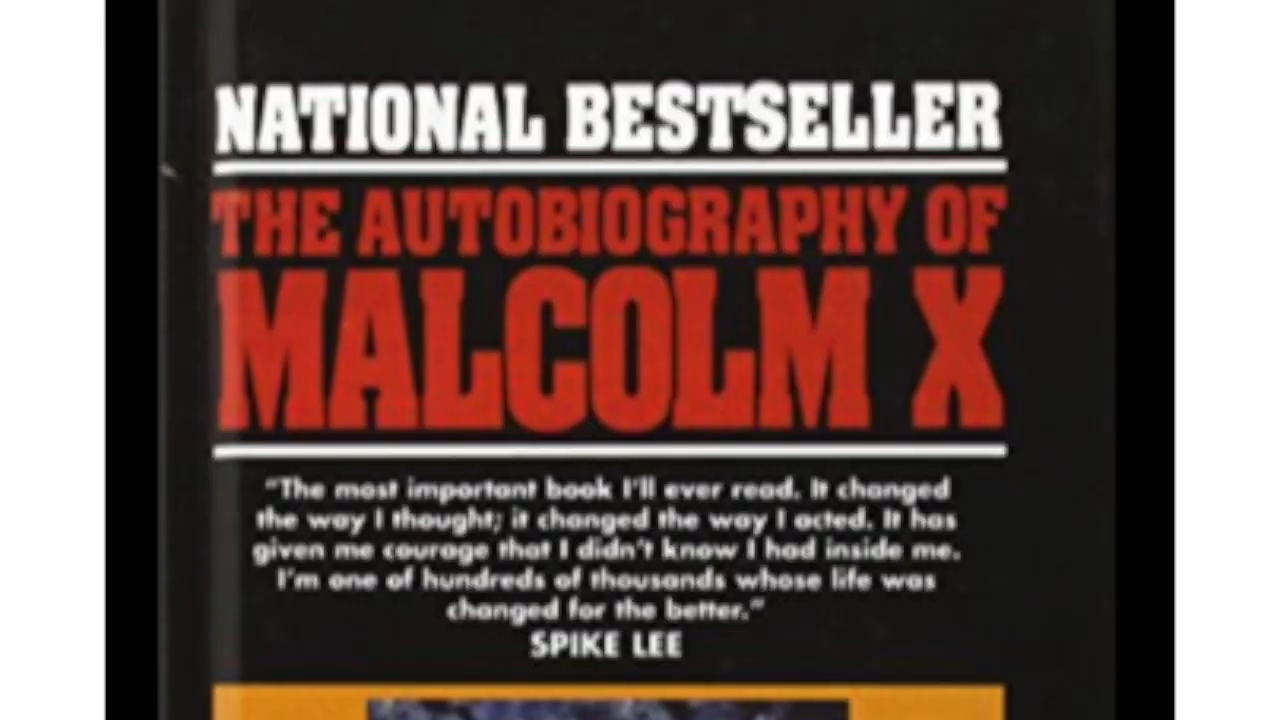 NATIONAL BESTSELLER
THE AUTOBIOGRAPHY OF
MALCOLM X
"The most important book I'll ever read. It changed
the way I thought; it changed the way I acted. It has
given me courage that I didn't know I had inside me.
I'm one of hundreds of thousands whose life was
changed for the better."
SPIKE LEE